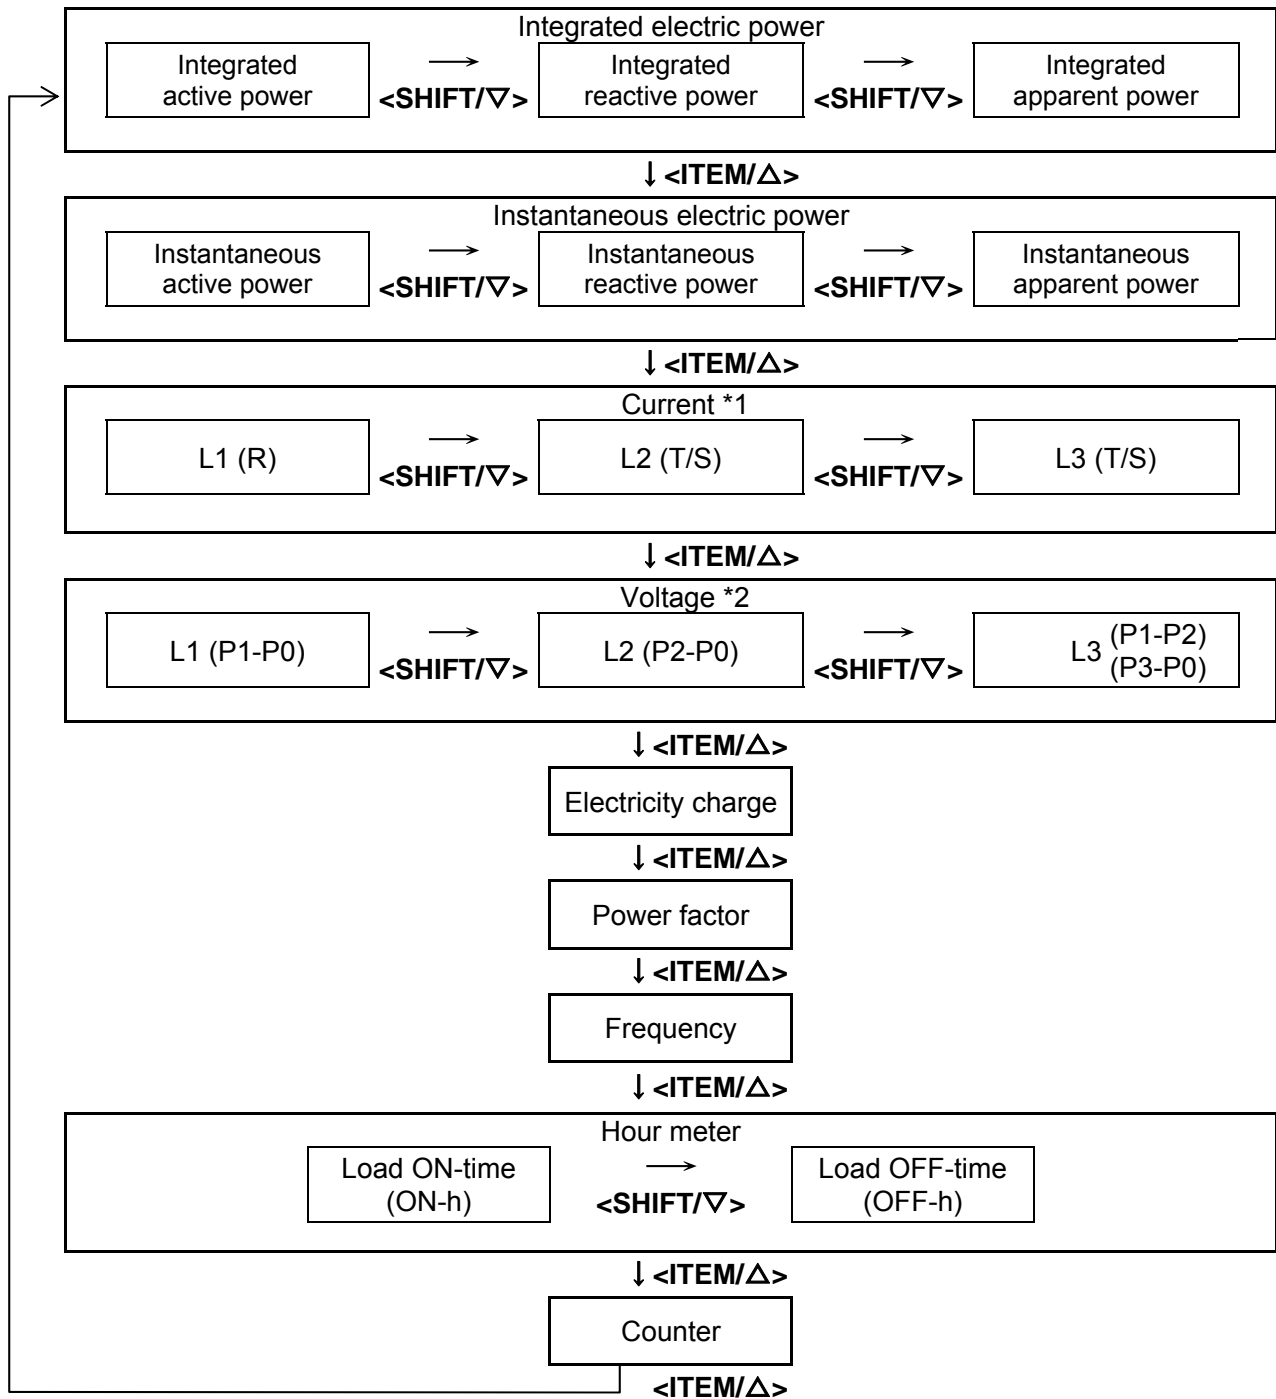 Integrated electric power
Integrated
active power
→
<SHIFT/▽>
Integrated
reactive power
→
<SHIFT/▽>
Integrated
apparent power
↓ <ITEM/△>
Instantaneous electric power
Instantaneous
active power
→
<SHIFT/▽>
Instantaneous
reactive power
→
<SHIFT/▽>
Instantaneous
apparent power
↓ <ITEM/△>
Current *1
L1 (R)
→
<SHIFT/▽>
L2 (T/S)
→
<SHIFT/▽>
L3 (T/S)
↓ <ITEM/△>
Voltage *2
L1 (P1-P0)
→
<SHIFT/▽>
L2 (P2-P0)
→
<SHIFT/▽>
L3 (P1-P2)
(P3-P0)
↓ <ITEM/△>
Electricity charge
↓ <ITEM/△>
Power factor
↓ <ITEM/△>
Frequency
↓ <ITEM/△>
Hour meter
Load ON-time
(ON-h)
→
<SHIFT/▽>
Load OFF-time
(OFF-h)
↓ <ITEM/△>
Counter
<ITEM/△>